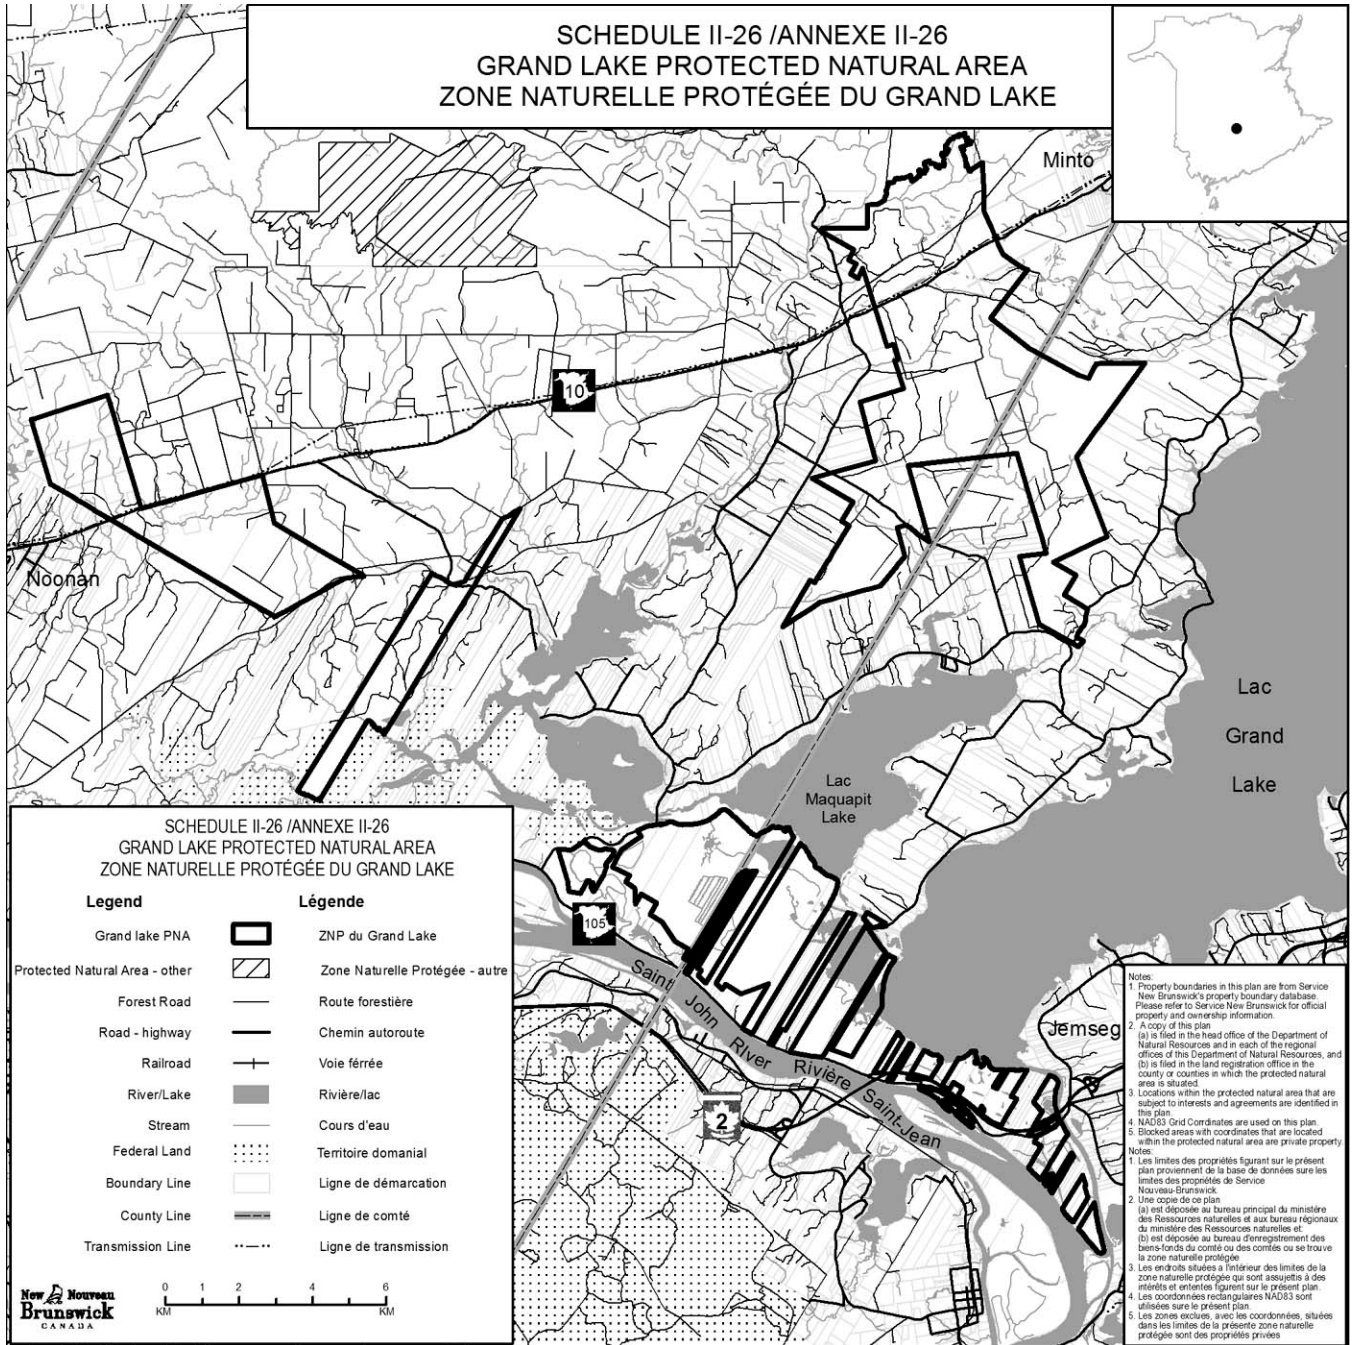 SCHEDULE II-26 /ANNEXE II-26
GRAND LAKE PROTECTED NATURAL AREA
ZONE NATURELLE PROTÉGÉE DU GRAND LAKE
Minto
10
Noonan
Lac
Grand
Lake
Lac
Maquapit
Lake
105
Saint John River Rivière Saint-Jean
Jemseg
2
SCHEDULE II-26 /ANNEXE II-26
GRAND LAKE PROTECTED NATURAL AREA
ZONE NATURELLE PROTÉGÉE DU GRAND LAKE
Legend Légende
Grand lake PNA ZNP du Grand Lake
Protected Natural Area - other Zone Naturelle Protégée - autre
Forest Road Route forestière
Road - highway Chemin autoroute
Railroad Voie férrée
River/Lake Rivière/lac
Stream Cours d'eau
Federal Land Territoire domanial
Boundary Line Ligne de démarcation
County Line Ligne de comté
Transmission Line Ligne de transmission
New Nouveau
Brunswick
CANADA
0 1 2 4 6
KM KM
Notes:
1. Property boundaries in this plan are from Service
New Brunswick's property boundary database.
Please refer to Service New Brunswick for official
property and ownership information.
2. A copy of this plan
(a) is filed in the head office of the Department of
Natural Resources and in each of the regional
offices of this Department of Natural Resources, and
(b) is filed in the land registration office in the
county or counties in which the protected natural
area is situated.
3. Locations within the protected natural area that are
subject to interests and agreements are identified in
this plan.
4. NAD83 Grid Corrdinates are used on this plan.
5. Blocked areas with coordinates that are located
within the protected natural area are private property.
Notes:
1. Les limites des propriétés figurant sur le présent
plan proviennent de la base de données sure les
limites des propriétés de Service
Nouveau-Brunswick.
2. Une copie de ce plan
(a) est déposée au bureau principal du ministére
des Ressources naturelles et aux bureau régionaux
du ministére des Ressources naturelles et:
(b) est déposée au bureau d'enregistrement des
biens-fonds du comté ou des comtés ou se trouve
la zone naturelle protégée
3. Les endroits situées a l'intérieur des limites de la
zone naturelle protégée qui sont assujettis à des
intérêts et ententes figurent sur le présent plan.
4. Les coordonnées rectangulaires NAD83 sont
utilisées sure le présent plan.
5. Les zones exclues, avec les coordonnées, situées
dans les limites de la présente zone naturelle
protégée sont des propriétés privées